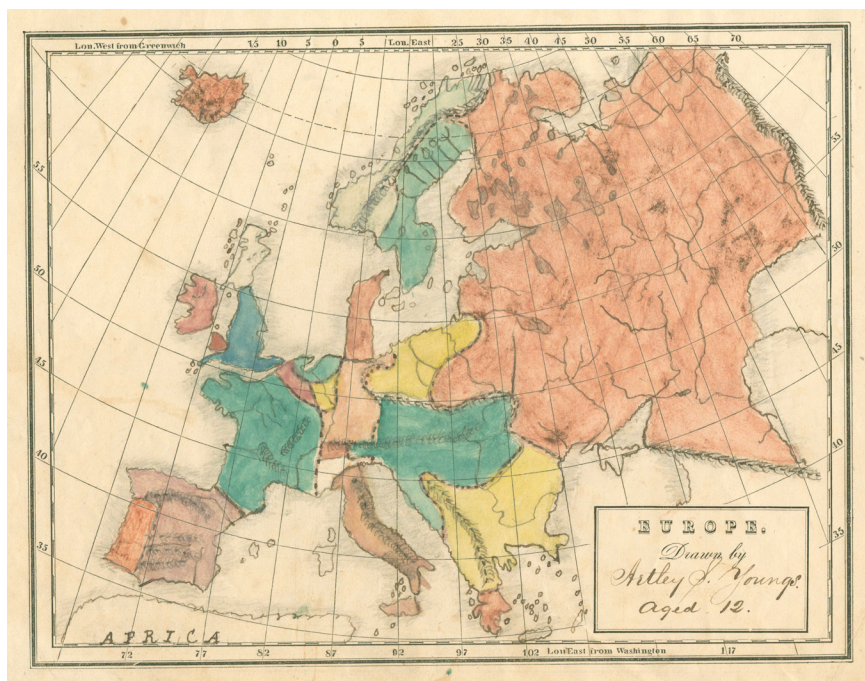 Lon. West from Greenwich 15 10 5 0 5 Lon. East 25 30 35 40 45 50 55 60 65 70
55
55
50
50
45
45
40
40
35
35
EUROPE.
Drawn by
S. Youngs.
Aged 12.
AFRICA
72 77 82 87 92 97 102 Lon East from Washington 117